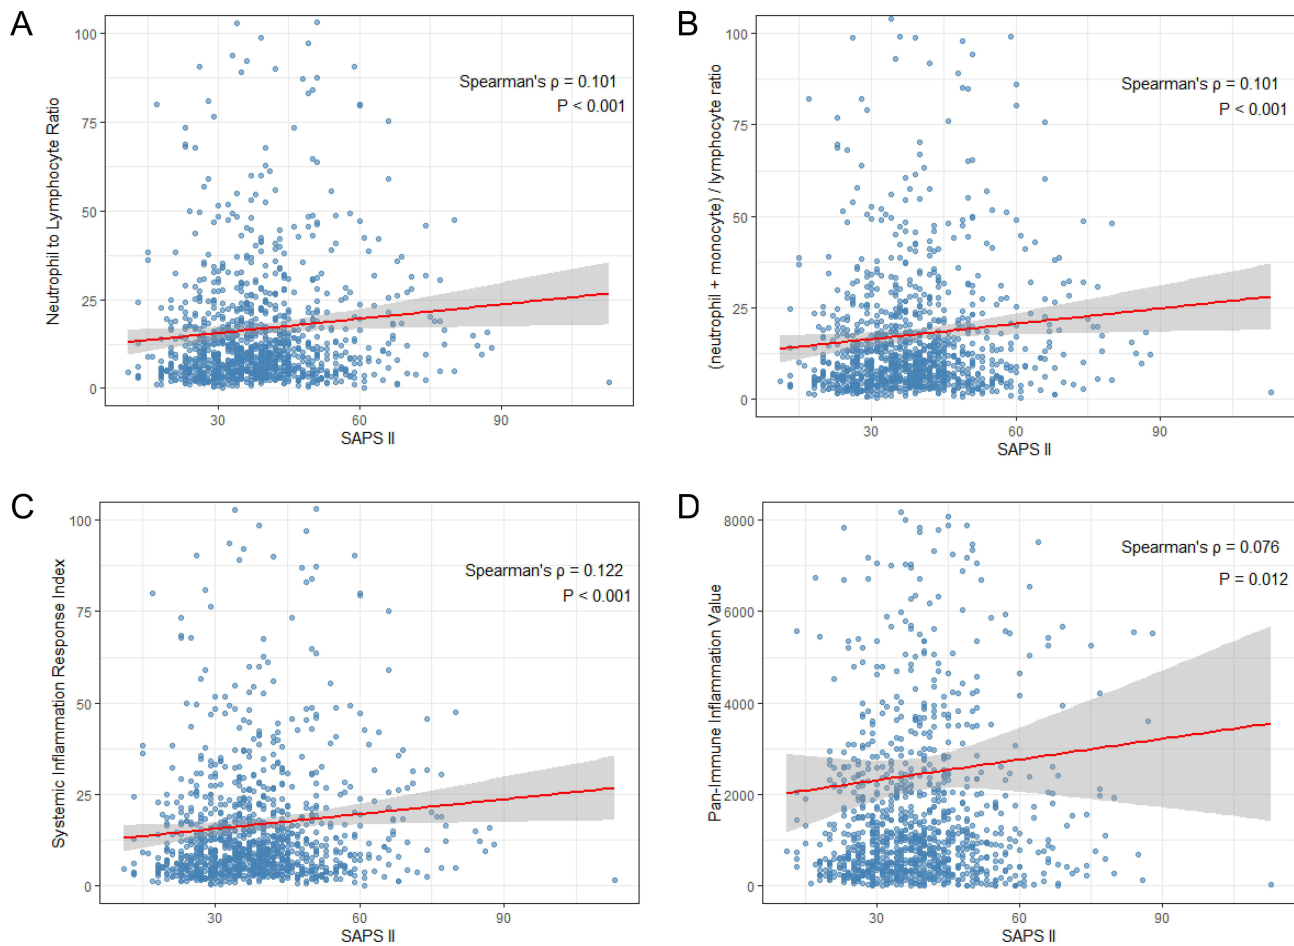 A
Neutrophil to Lymphocyte Ratio
100
75
50
25
0
Spearman's ρ = 0.101
P < 0.001
30
60
90
SAPS II
B
(neutrophil + monocyte) / lymphocyte ratio
100
75
50
25
0
Spearman's ρ = 0.101
P < 0.001
30
60
90
SAPS II
C
Systemic Inflammation Response Index
100
75
50
25
0
Spearman's ρ = 0.122
P < 0.001
30
60
90
SAPS II
D
Pan-Immune Inflammation Value
8000
6000
4000
2000
0
Spearman's ρ = 0.076
P = 0.012
30
60
90
SAPS II